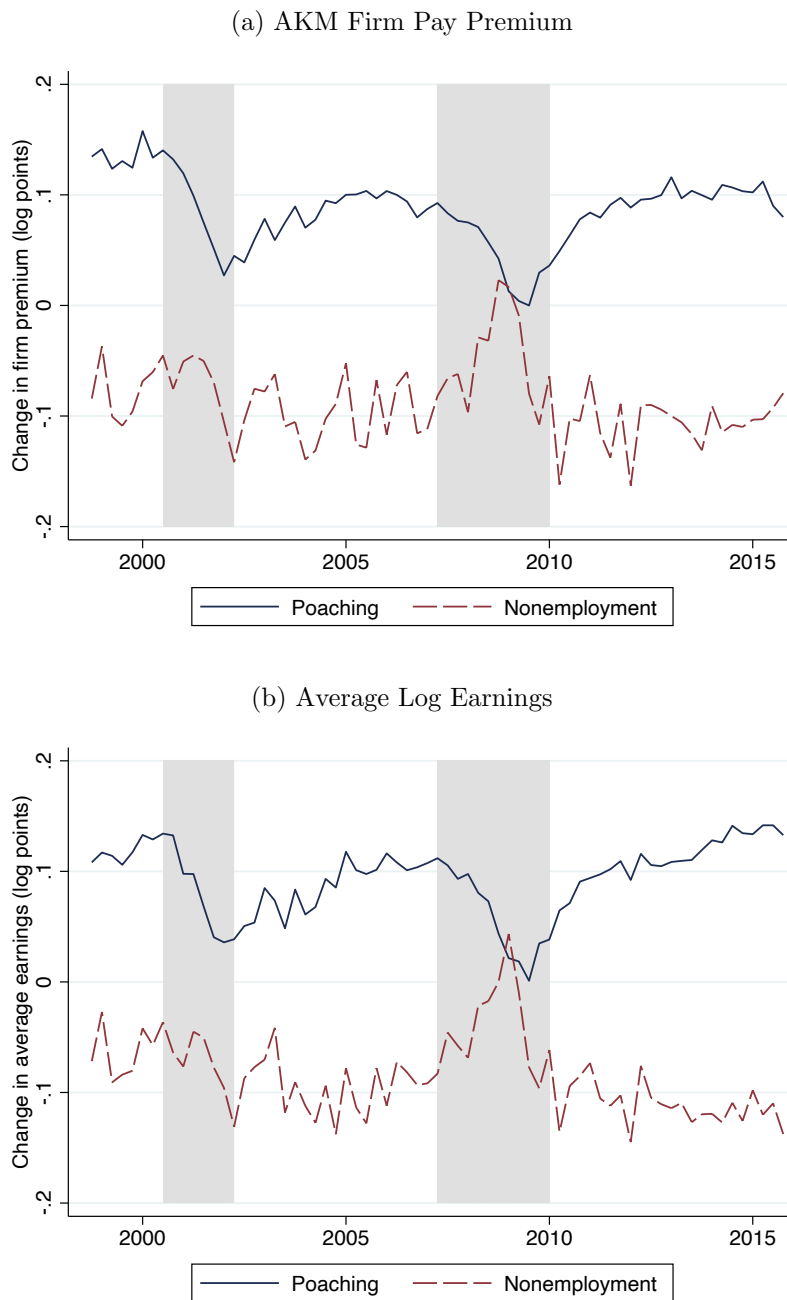 (a) AKM Firm Pay Premium
Change in firm premium (log points)
.2
.1
0
-.1
-.2
2000 2005 2010 2015
Poaching Nonemployment
(b) Average Log Earnings
Change in average earnings (log points)
.2
.1
0
-.1
-.2
2000 2005 2010 2015
Poaching Nonemployment